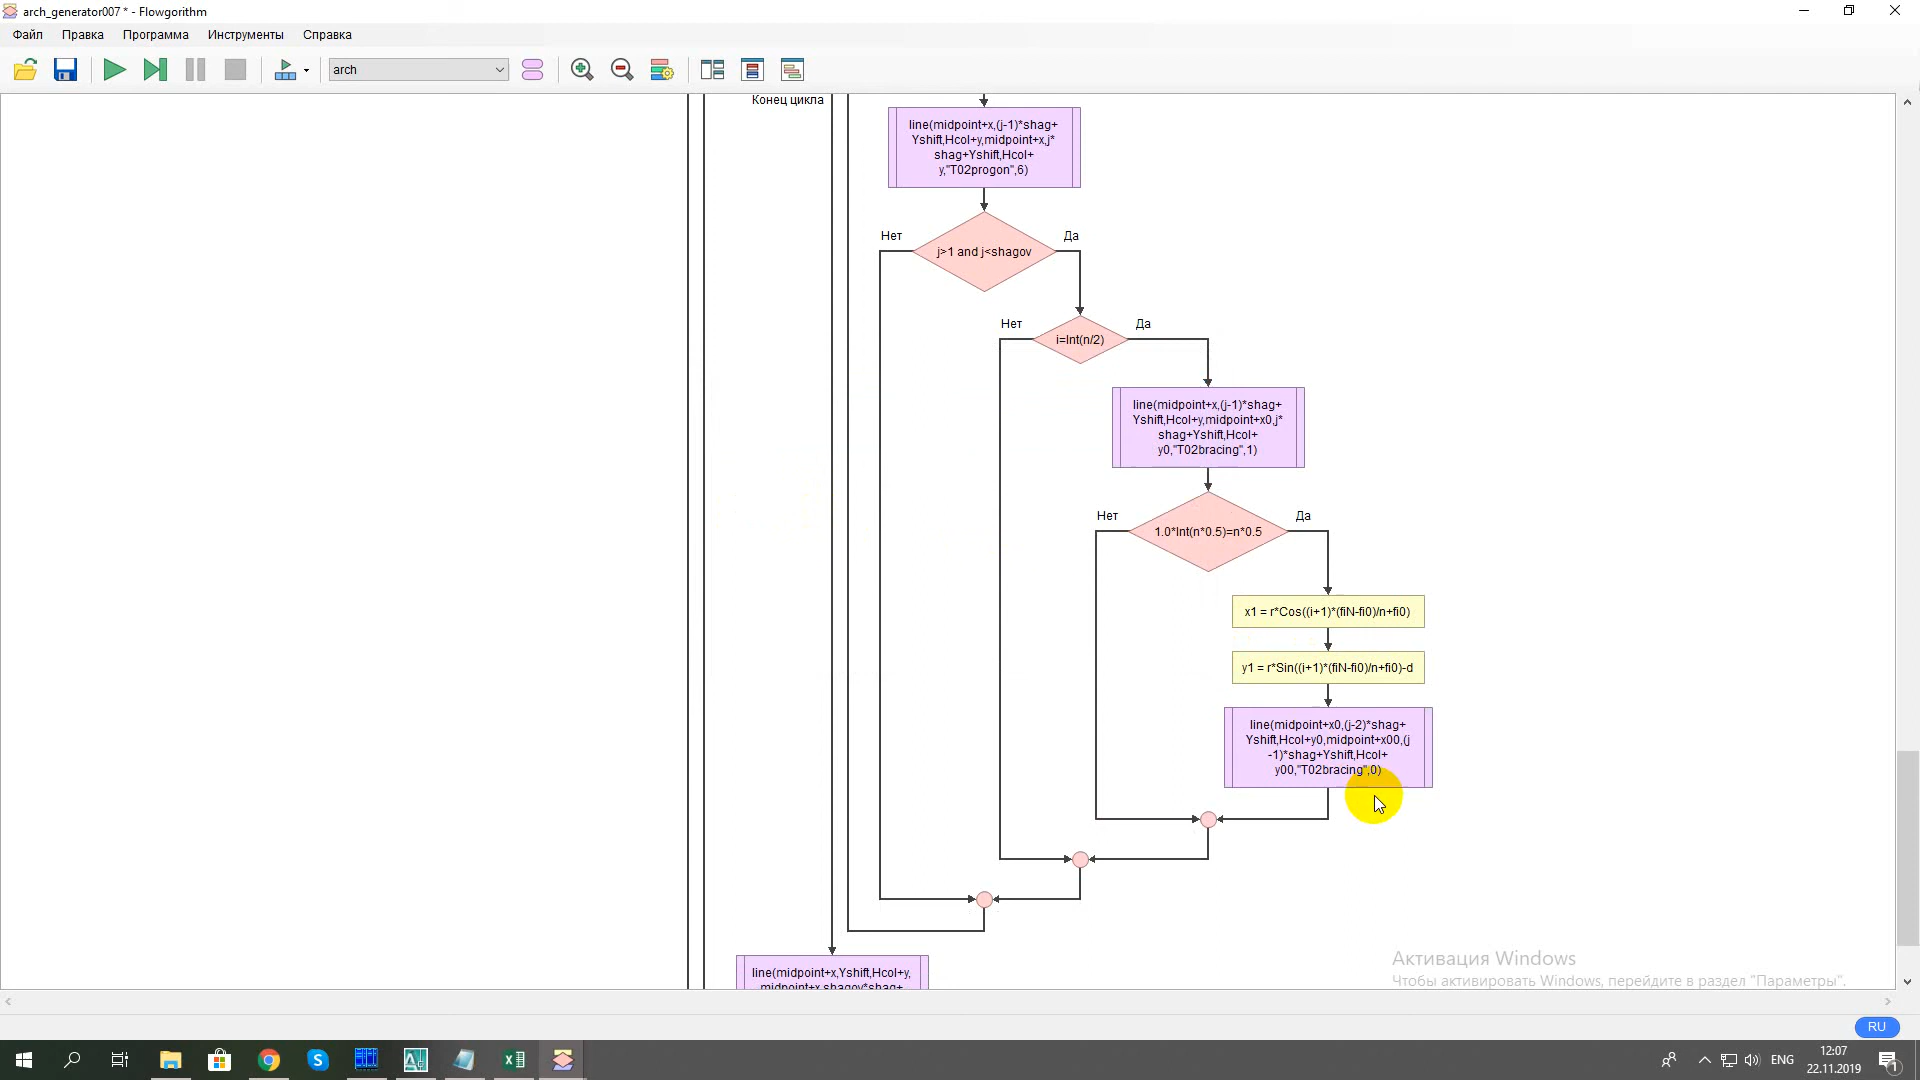 arch_generator007 * - Flowgorithm
Файл Правка Программа Инструменты Справка
arch
Конец цикла
line(midpoint+x,(j-1)*shag+
Yshift,Hcol+y,midpoint+x,j*
shag+Yshift,Hcol+
y,"T02progon",6)
Нет
Да
j>1 and j<shagov
Нет
Да
i=Int(n/2)
line(midpoint+x,(j-1)*shag+
Yshift,Hcol+y,midpoint+x0,j*
shag+Yshift,Hcol+
y0,"T02bracing",1)
Нет
Да
1.0*Int(n*0.5)=n*0.5
x1 = r*Cos((i+1)*(fiN-fi0)/n+fi0)
y1 = r*Sin((i+1)*(fiN-fi0)/n+fi0)-d
line(midpoint+x0,(j-2)*shag+
Yshift,Hcol+y0,midpoint+x00,(j
-1)*shag+Yshift,Hcol+
y00,"T02bracing",0)
line(midpoint+x,Yshift,Hcol+y,
midpoint+x,shagov*shag+
Активация Windows
Чтобы активировать Windows, перейдите в раздел "Параметры".
RU
ENG
12:07
22.11.2019
1